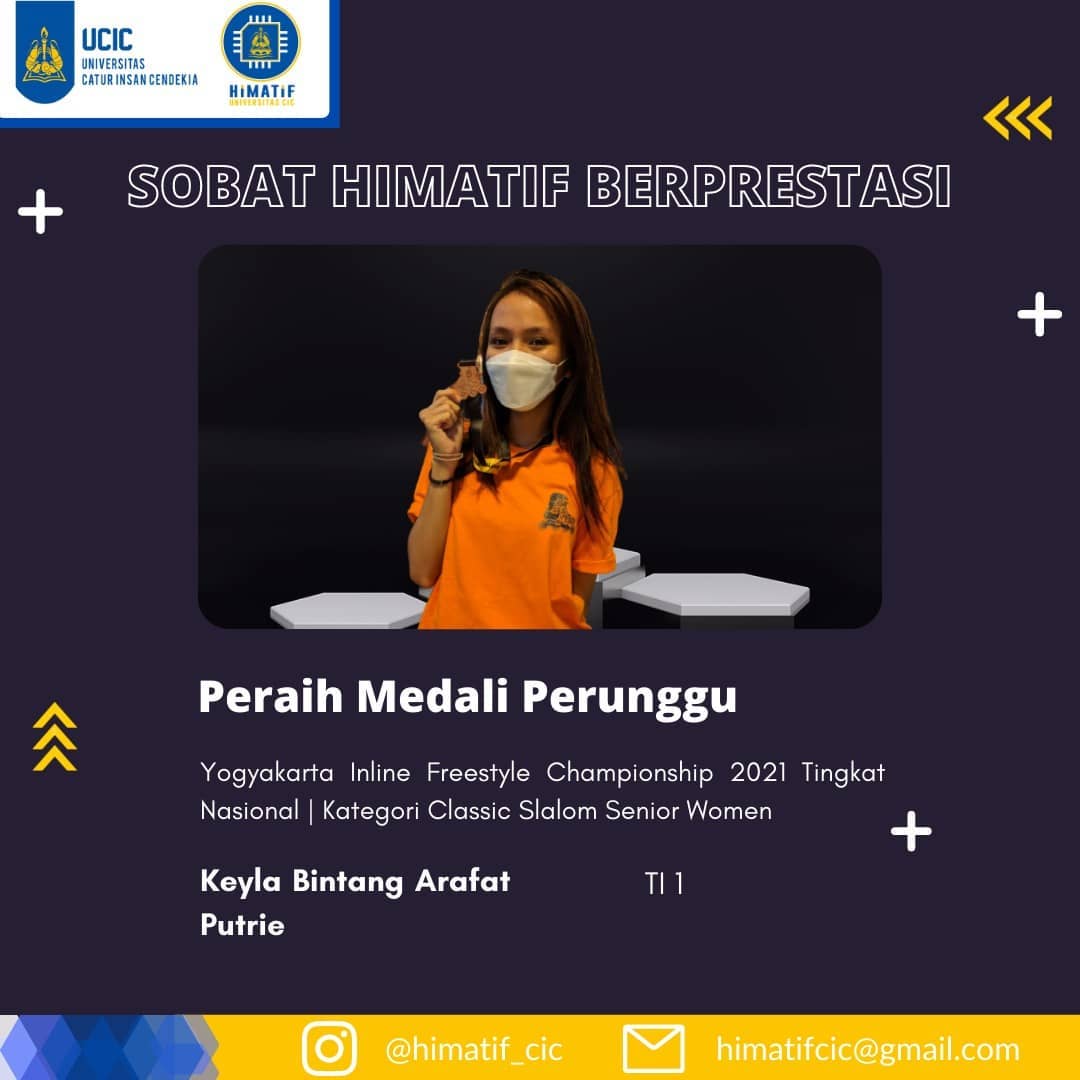 UCIC
UNIVERSITAS
CATUR INSAN CENDEKIA
HiMATiF
UNIVERSITAS CIC
SOBAT HIMATIF BERPRESTASI
Peraih Medali Perunggu
Yogyakarta Inline Freestyle Championship 2021 Tingkat
Nasional | Kategori Classic Slalom Senior Women
Keyla Bintang Arafat
Putrie
TI 1
@himatif_cic
himatifcic@gmail.com